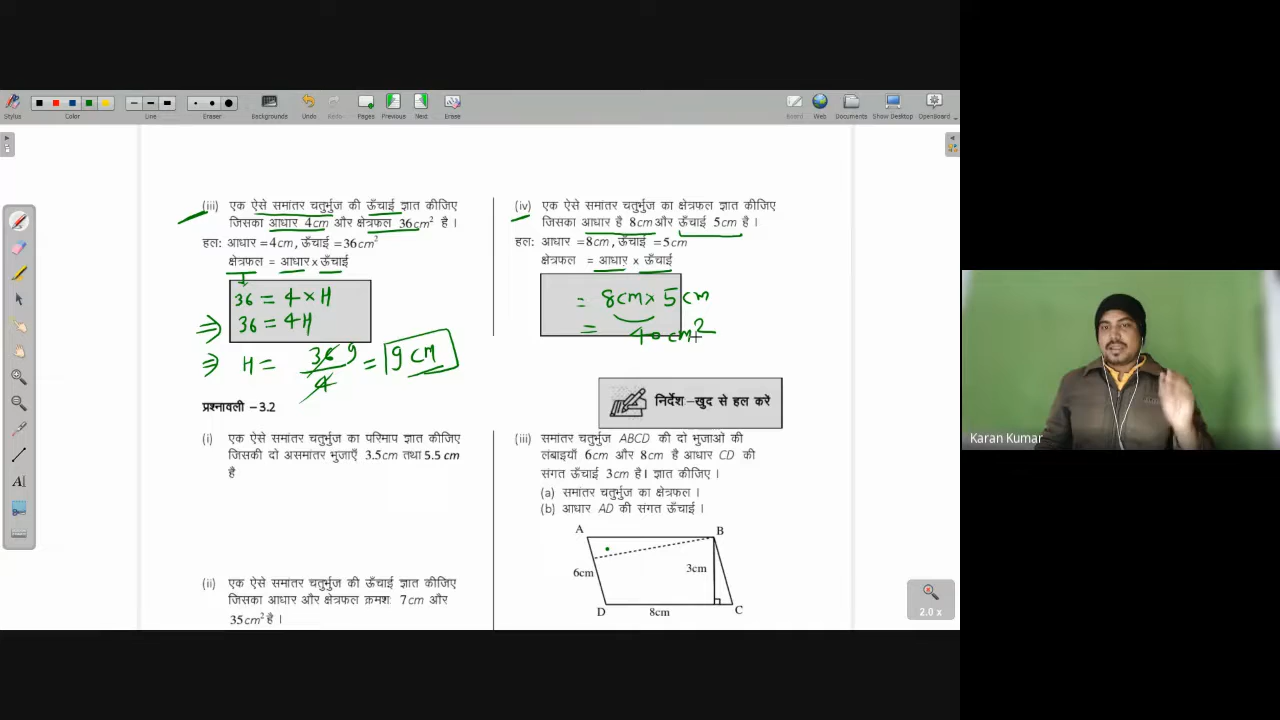 Stylus
Color
Line
Eraser
Backgrounds
Undo
Redo
Pages
Previous
Next
Erase
Board
Web
Documents
Show Desktop
OpenBoard
(iii) एक ऐसे समांतर चतुर्भुज की ऊँचाई ज्ञात कीजिए
जिसका आधार 4cm और क्षेत्रफल 36cm² है ।
हल: आधार =4cm, ऊँचाई =36cm²
क्षेत्रफल = आधार x ऊँचाई
36 = 4 × H
⇒ 36 = 4H
⇒ H = 36 9 / 4 = 9 cm
(iv) एक ऐसे समांतर चतुर्भुज का क्षेत्रफल ज्ञात कीजिए
जिसका आधार है 8cm और ऊँचाई 5cm है ।
हल: आधार =8cm, ऊँचाई =5cm
क्षेत्रफल = आधार x ऊँचाई
= 8cm × 5cm
= 40 cm²
निर्देश–खुद से हल करे
प्रश्नावली –3.2
(i) एक ऐसे समांतर चतुर्भुज का परिमाप ज्ञात कीजिए
जिसकी दो असमांतर भुजाएँ 3.5cm तथा 5.5 cm
है
(ii) एक ऐसे समांतर चतुर्भुज की ऊँचाई ज्ञात कीजिए
जिसका आधार और क्षेत्रफल क्रमशः 7cm और
35cm² है ।
(iii) समांतर चतुर्भुज ABCD की दो भुजाओं की
लंबाइयाँ 6cm और 8cm है आधार CD की
संगत ऊँचाई 3cm है। ज्ञात कीजिए ।
(a) समांतर चतुर्भुज का क्षेत्रफल ।
(b) आधार AD की संगत ऊँचाई ।
A B
6cm 3cm
D 8cm C
2.0 x
Karan Kumar